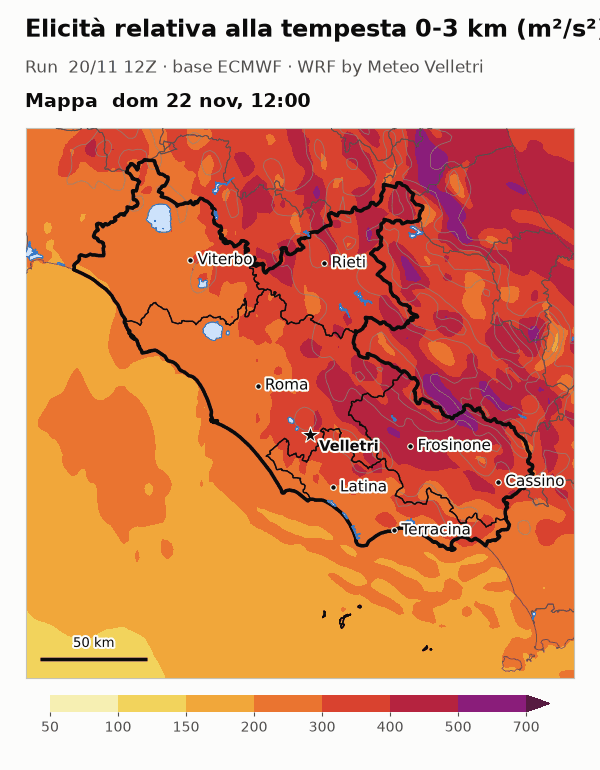 Elicità relativa alla tempesta 0-3 km (m²/s²)
Run 20/11 12Z · base ECMWF · WRF by Meteo Velletri
Mappa dom 22 nov, 12:00
Viterbo
Rieti
Roma
Velletri
Frosinone
Cassino
Latina
Terracina
50 km
50 100 150 200 300 400 500 700